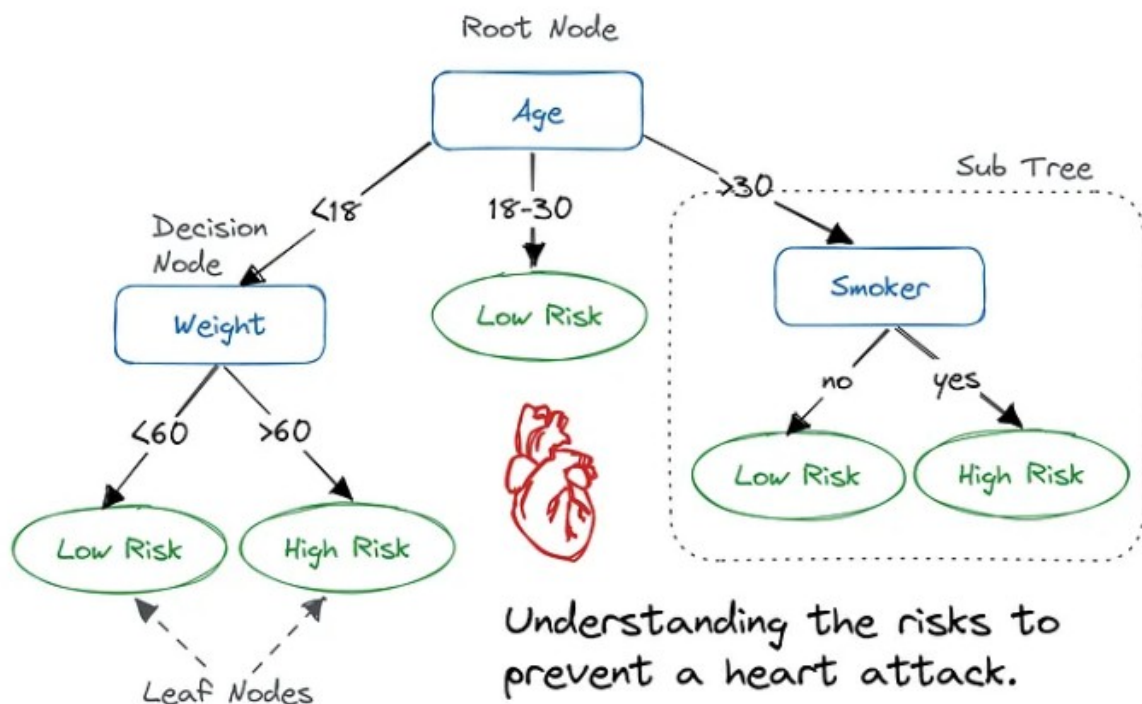 Root Node
Age
Sub Tree
<18
18-30
>30
Decision
Node
Weight
Low Risk
Smoker
<60
>60
no
yes
Low Risk
High Risk
Low Risk
High Risk
Leaf Nodes
Understanding the risks to
prevent a heart attack.